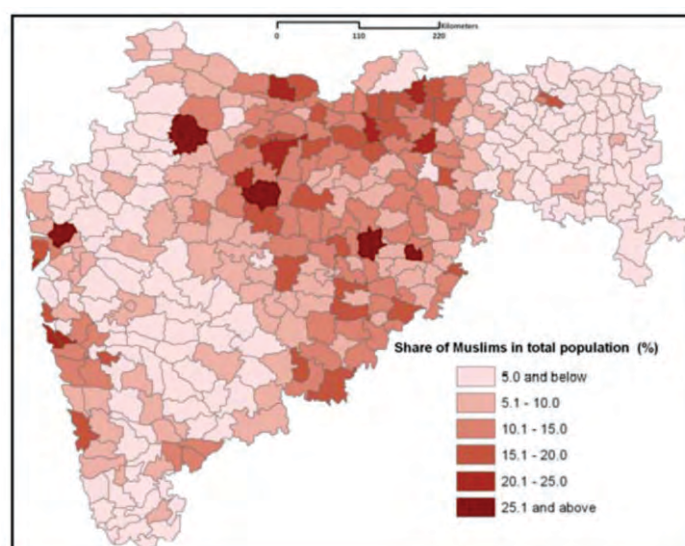 Kilometers
0 110 220
Share of Muslims in total population (%)
5.0 and below
5.1 - 10.0
10.1 - 15.0
15.1 - 20.0
20.1 - 25.0
25.1 and above